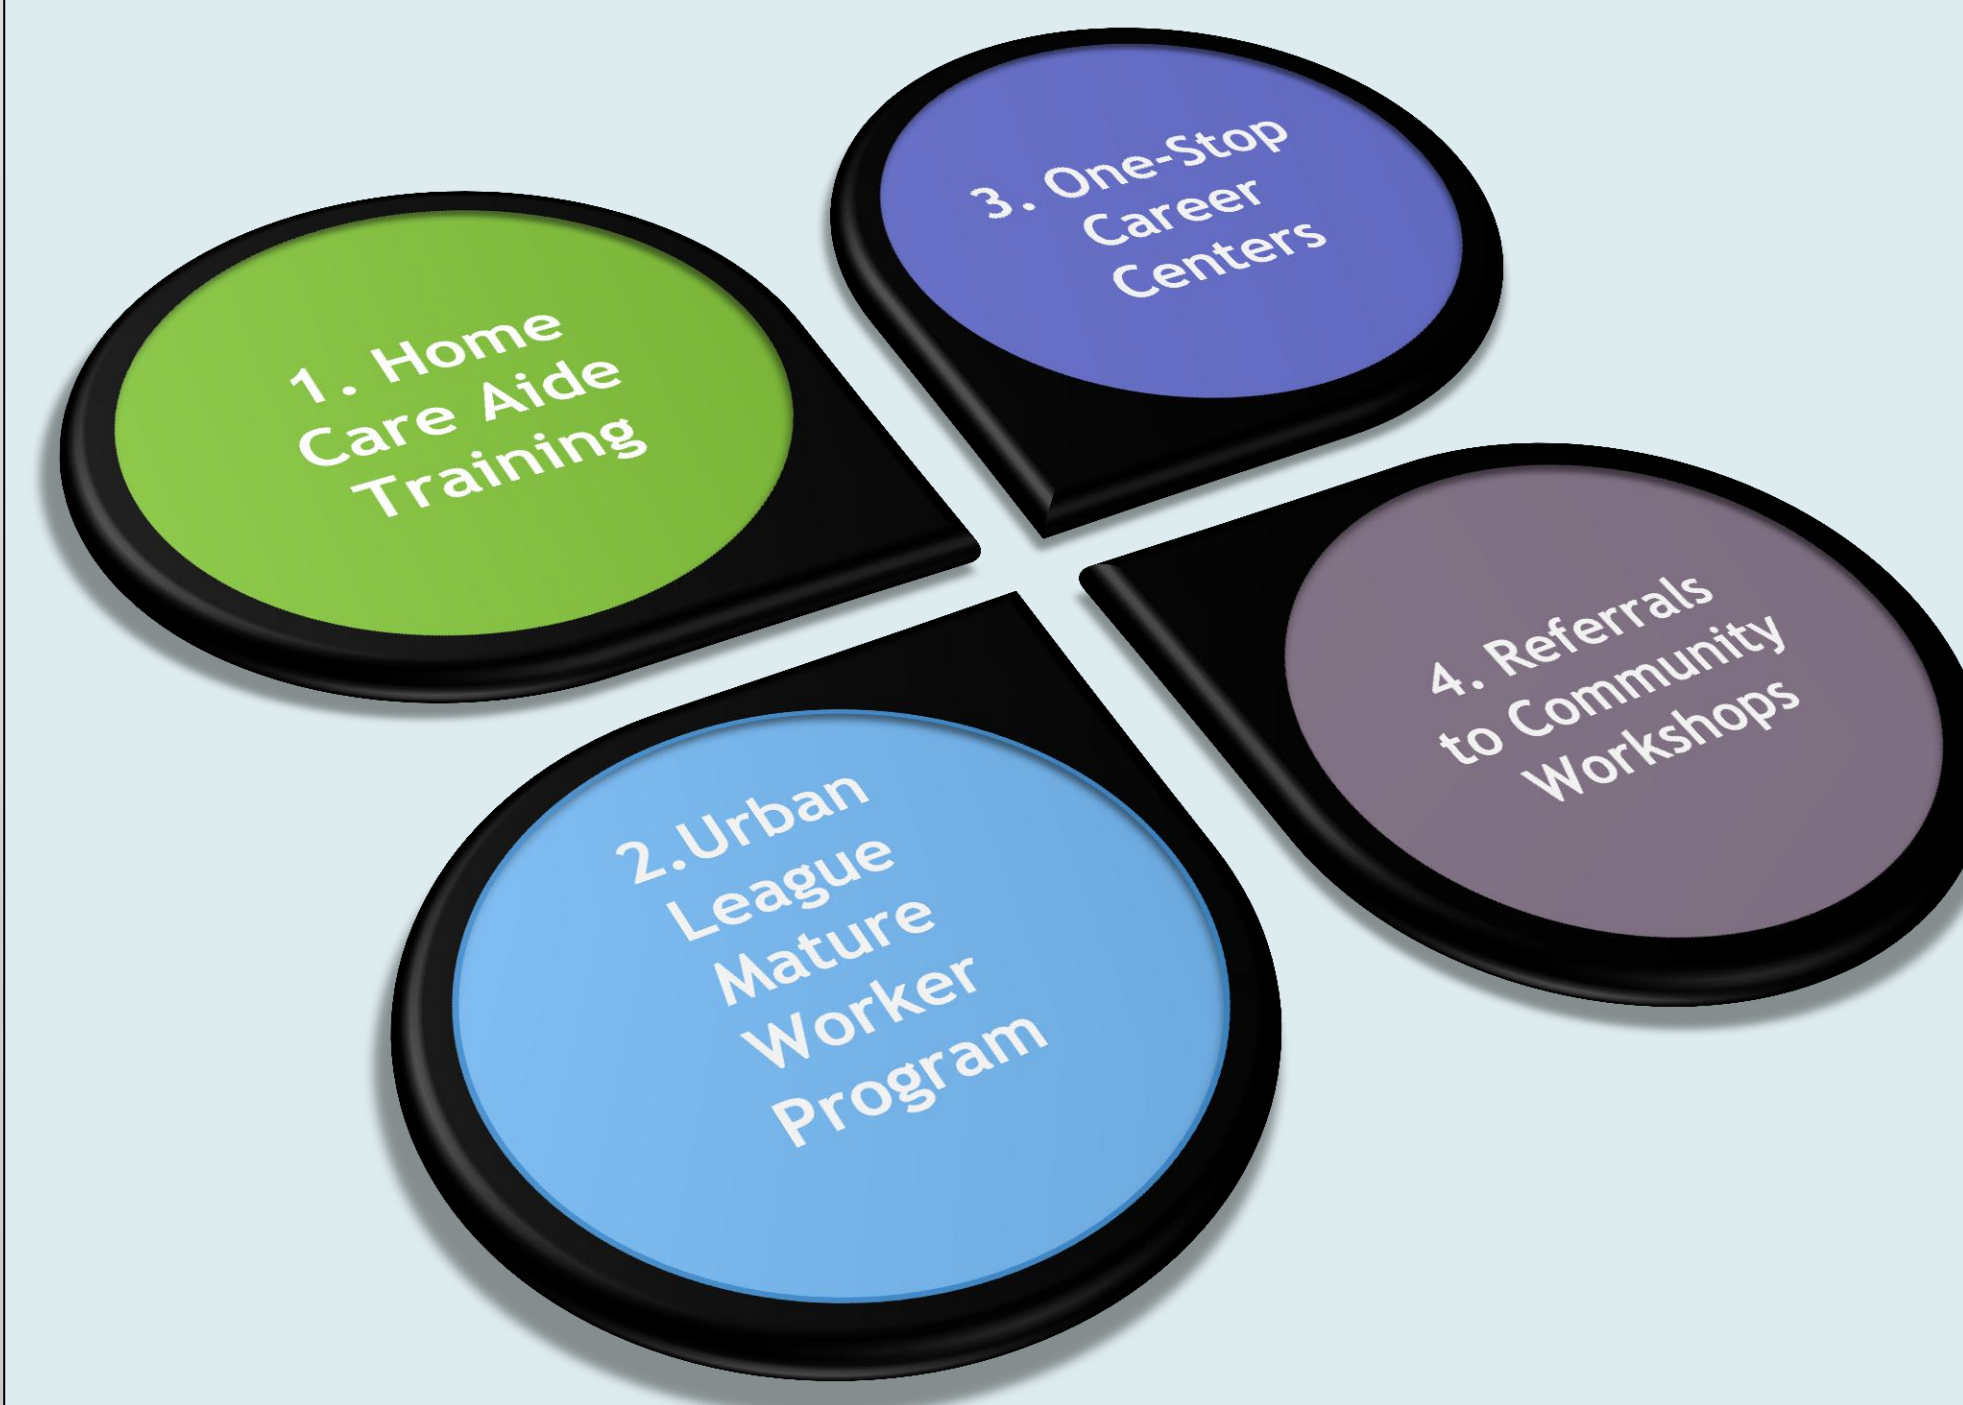 1. Home
Care Aide
Training
2.Urban
League
Mature
Worker
Program
3. One-Stop
Career
Centers
4. Referrals
to Community
Workshops